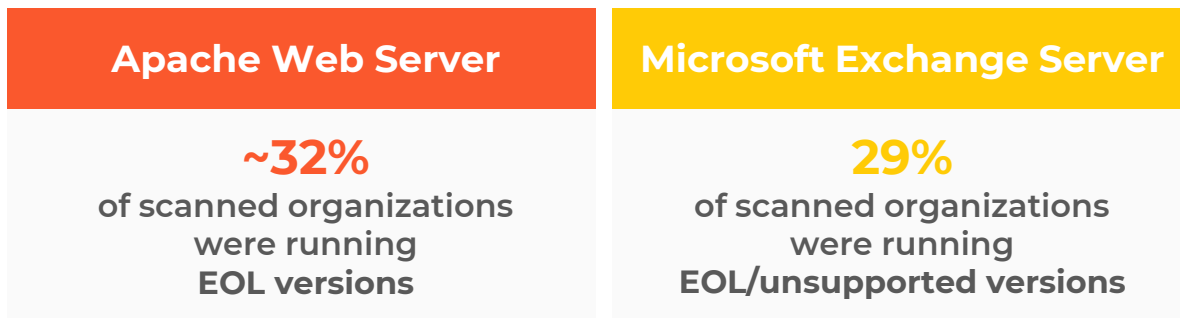 Apache Web Server
~32%
of scanned organizations
were running
EOL versions
Microsoft Exchange Server
29%
of scanned organizations
were running
EOL/unsupported versions